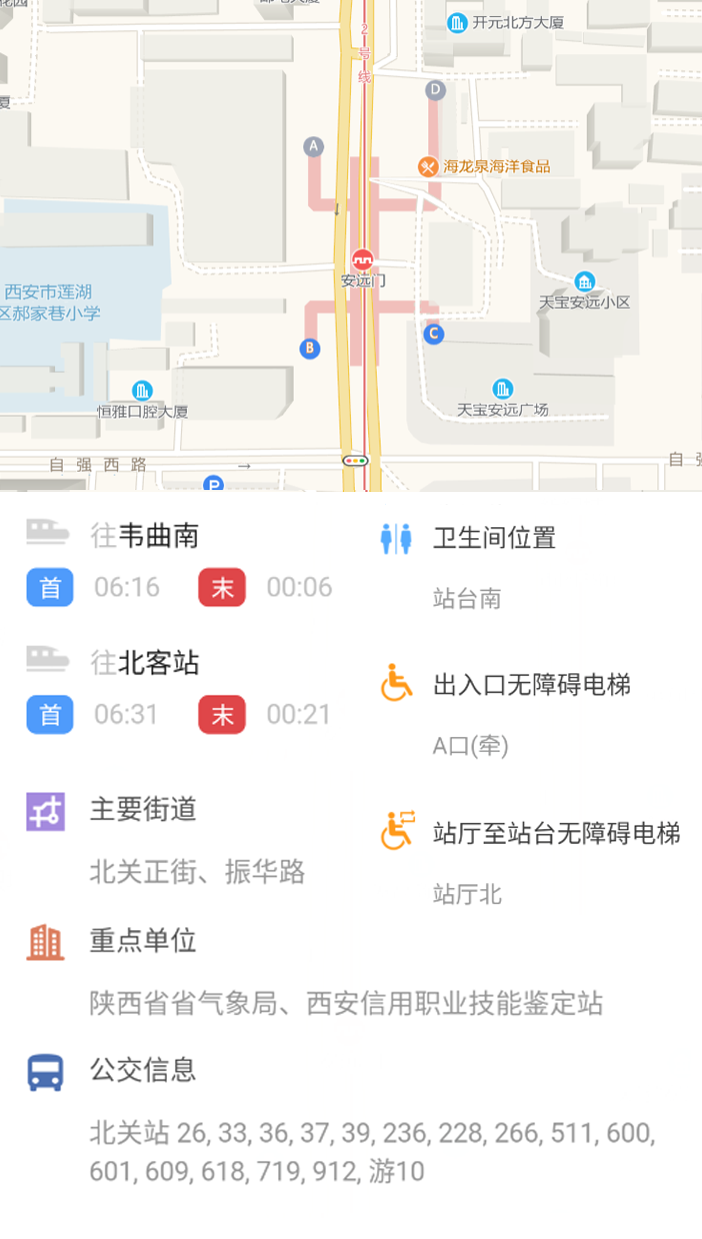 开元北方大厦
2号线
D
A
海龙泉海洋食品
安远门
西安市莲湖
区郝家巷小学
天宝安远小区
B
C
恒雅口腔大厦
天宝安远广场
自强西路
→
自强
P
往韦曲南
首 06:16 末 00:06
往北客站
首 06:31 末 00:21
卫生间位置
站台南
出入口无障碍电梯
A口(牵)
站厅至站台无障碍电梯
站厅北
主要街道
北关正街、振华路
重点单位
陕西省省气象局、西安信用职业技能鉴定站
公交信息
北关站 26, 33, 36, 37, 39, 236, 228, 266, 511, 600,
601, 609, 618, 719, 912, 游10